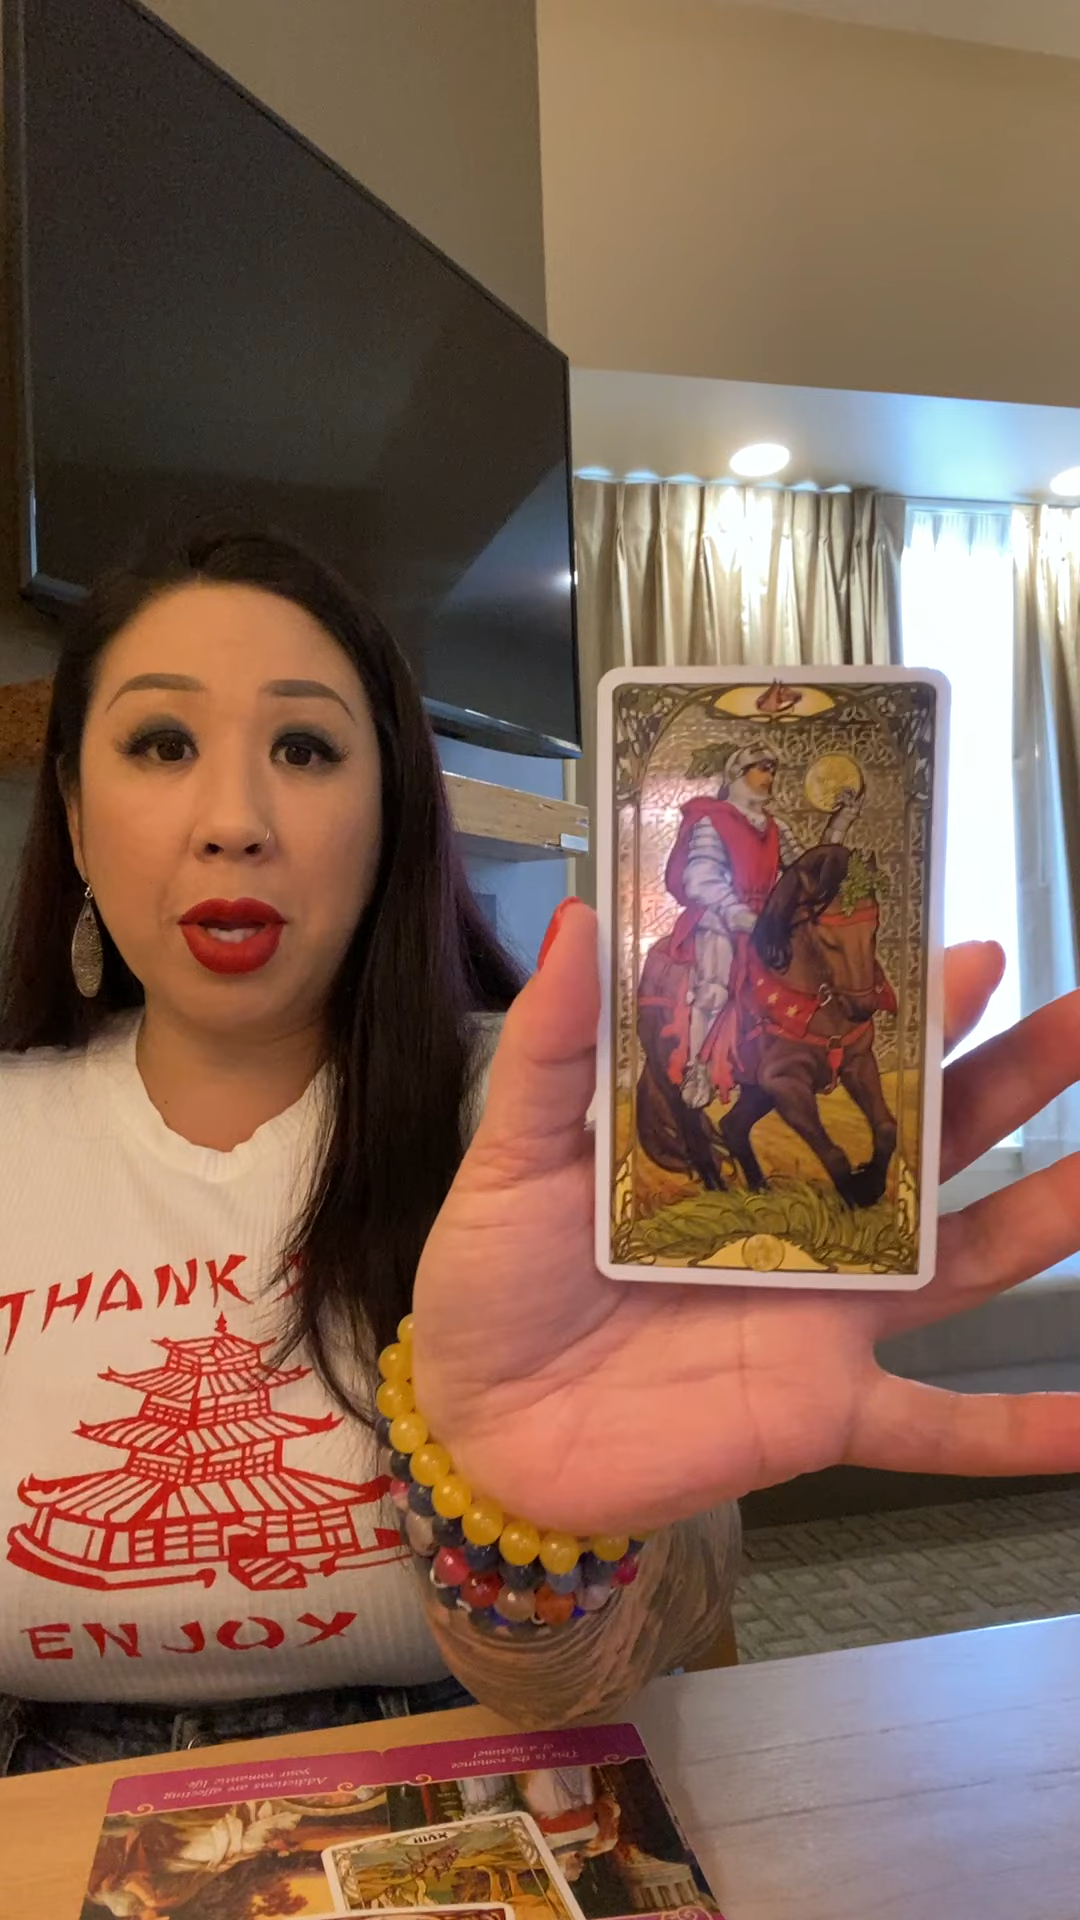 THANK
ENJOY
Addictions are affecting
your romantic life.
This is the romance
of a lifetime!
XVIII